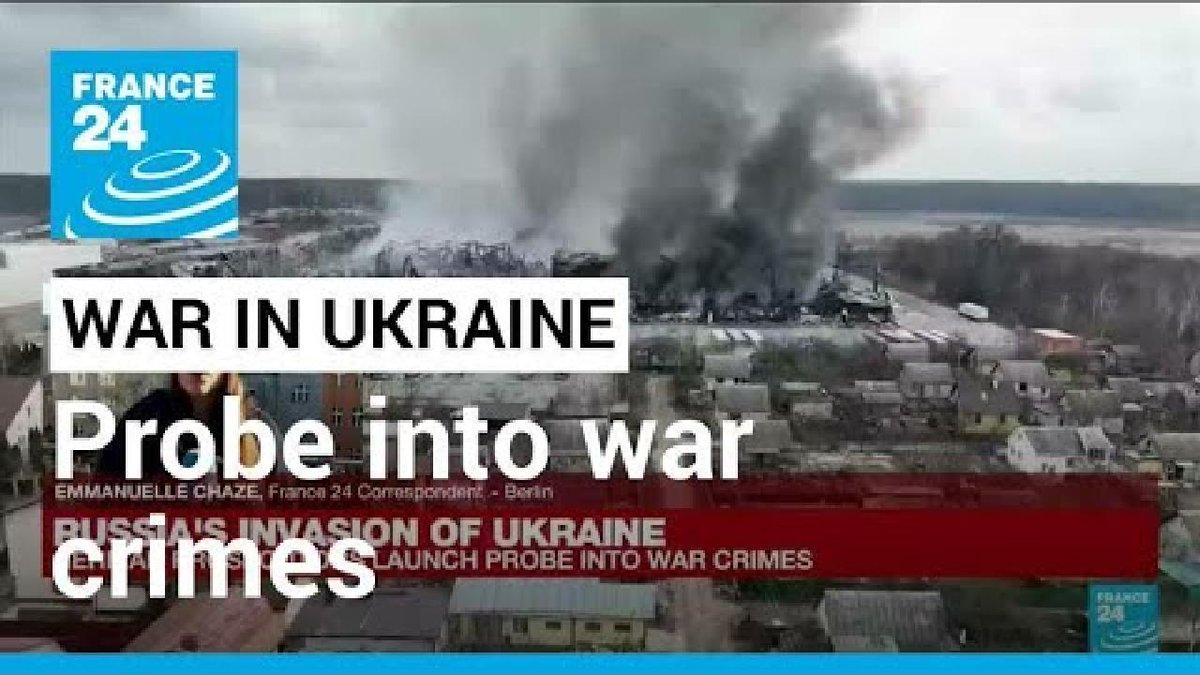 FRANCE
24
WAR IN UKRAINE
Probe into war
crimes
EMMANUELLE CHAZE, France 24 Correspondent - Berlin
RUSSIA'S INVASION OF UKRAINE
LAUNCH PROBE INTO WAR CRIMES
FRANCE
24